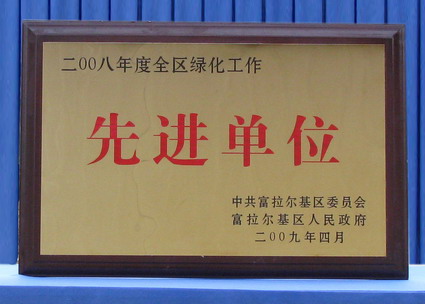 二00八年度全区绿化工作
先进单位
中共富拉尔基区委员会
富拉尔基区人民政府
二00九年四月